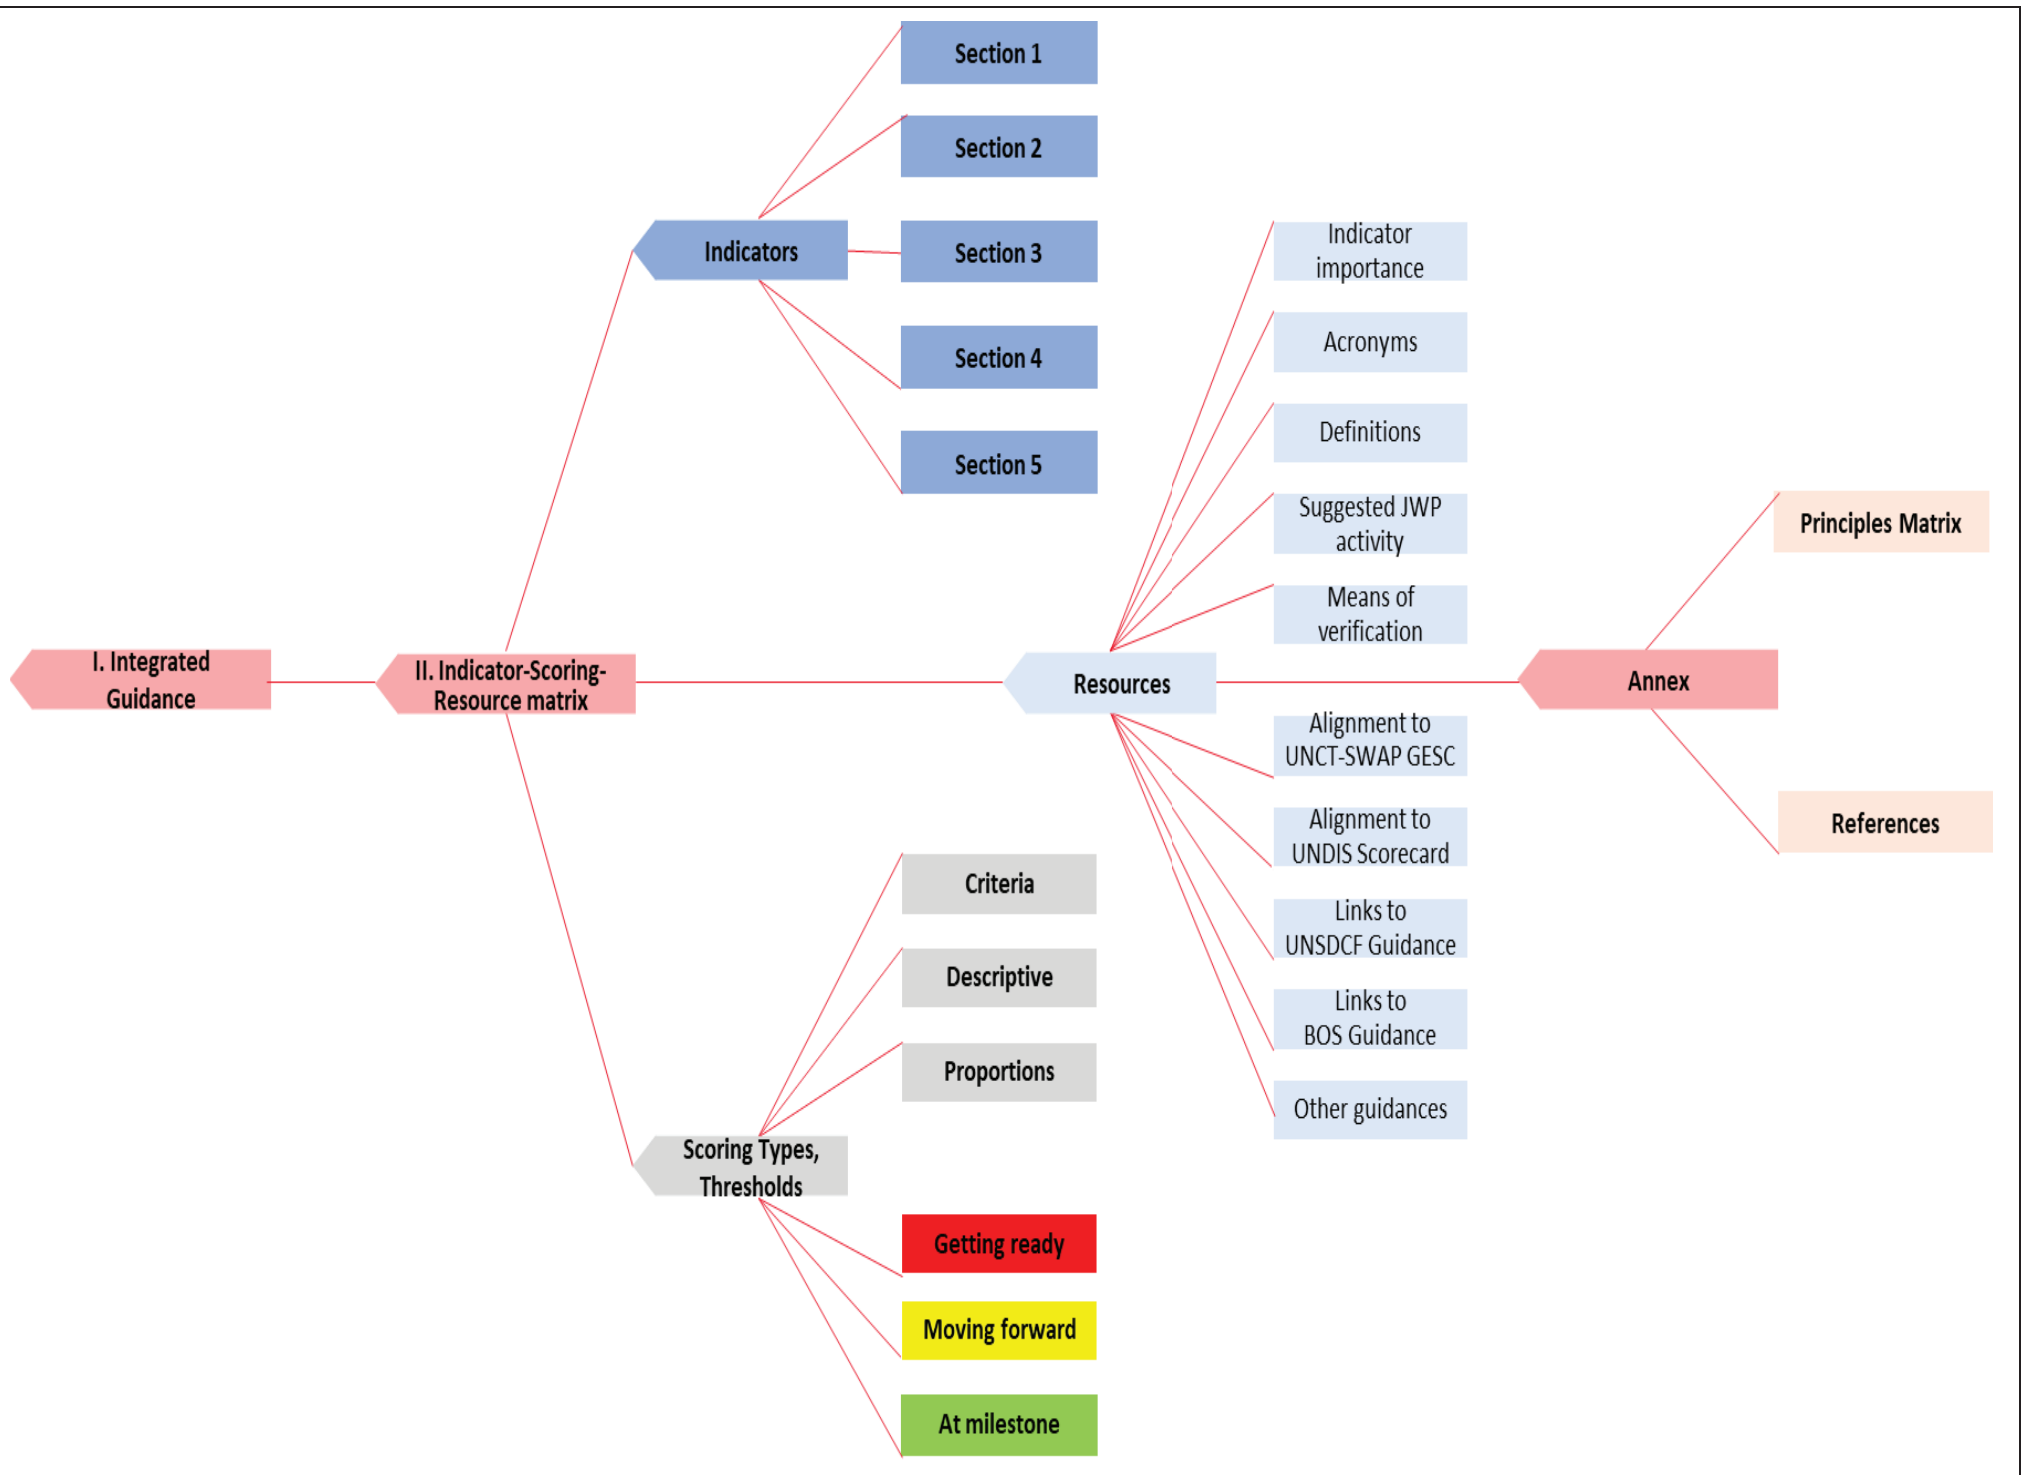 Section 1
Section 2
Indicators
Section 3
Section 4
Section 5
I. Integrated
Guidance
II. Indicator-Scoring-
Resource matrix
Criteria
Descriptive
Proportions
Scoring Types,
Thresholds
Getting ready
Moving forward
At milestone
Indicator
importance
Acronyms
Definitions
Suggested JWP
activity
Means of
verification
Resources
Alignment to
UNCT-SWAP GESC
Alignment to
UNDIS Scorecard
Links to
UNSDCF Guidance
Links to
BOS Guidance
Other guidances
Principles Matrix
Annex
References